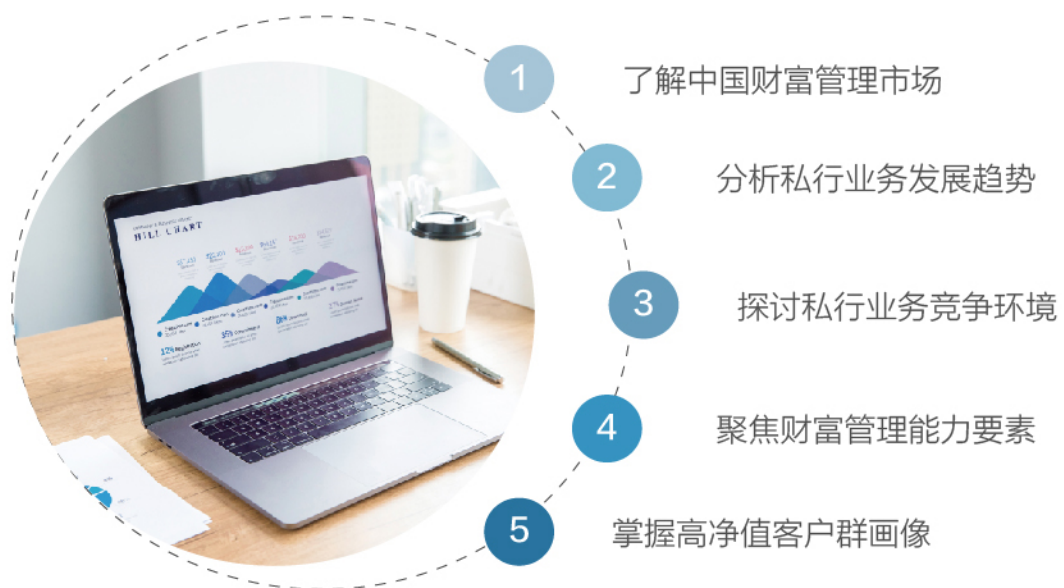 1
了解中国财富管理市场
2
分析私行业务发展趋势
3
探讨私行业务竞争环境
4
聚焦财富管理能力要素
5
掌握高净值客户群画像
HILL CHART